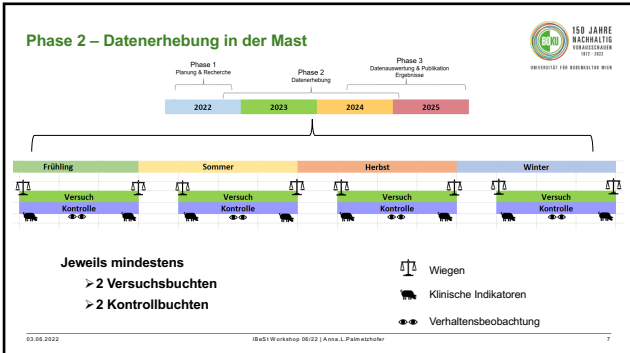 Phase 2 – Datenerhebung in der Mast
150 JAHRE
NACHHALTIG
VORAUSSCHAUEN
1872 - 2022
BOKU
UNIVERSITÄT FÜR BODENKULTUR WIEN
Phase 1
Planung & Recherche
Phase 2
Datenerhebung
Phase 3
Datenauswertung & Publikation
Ergebnisse
2022 2023 2024 2025
Frühling Sommer Herbst Winter
Versuch Versuch Versuch Versuch
Kontrolle Kontrolle Kontrolle Kontrolle
Jeweils mindestens
➢2 Versuchsbuchten
➢2 Kontrollbuchten
Wiegen
Klinische Indikatoren
Verhaltensbeobachtung
03.06.2022 IBeSt Workshop 06/22 | Anna.L.Palmetzhofer 7